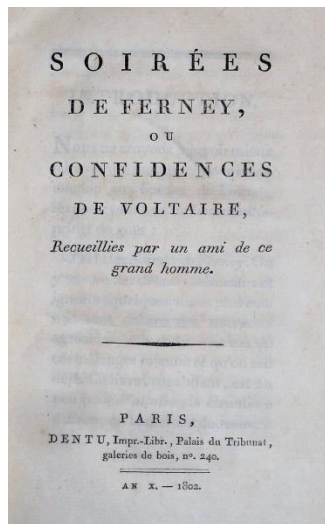 SOIRÉES
DE FERNEY,
OU
CONFIDENCES
DE VOLTAIRE,
Recueillies par un ami de ce
grand homme.
PARIS,
DENTU, Impr.-Libr., Palais du Tribunat,
galeries de bois, nº. 240.
AN X. — 1802.